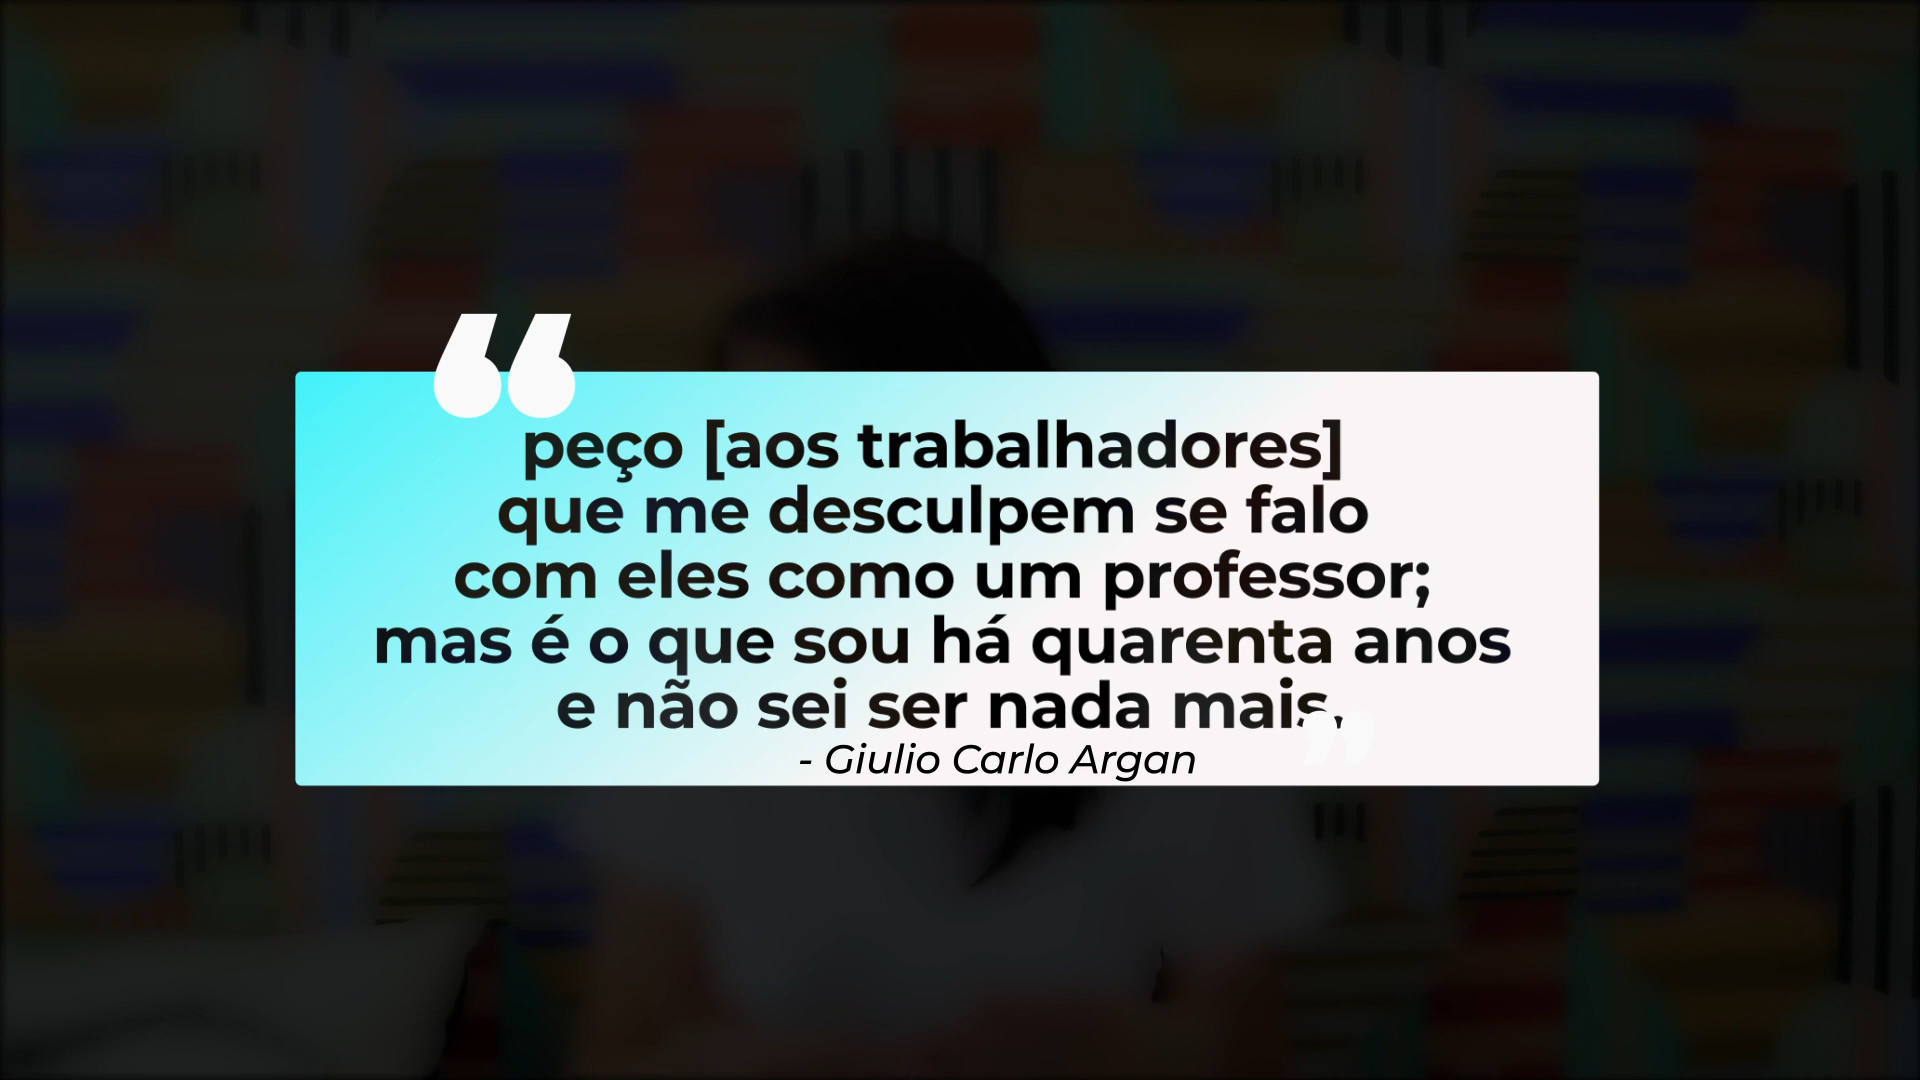 “
peço [aos trabalhadores]
que me desculpem se falo
com eles como um professor;
mas é o que sou há quarenta anos
e não sei ser nada mais.
”
- Giulio Carlo Argan